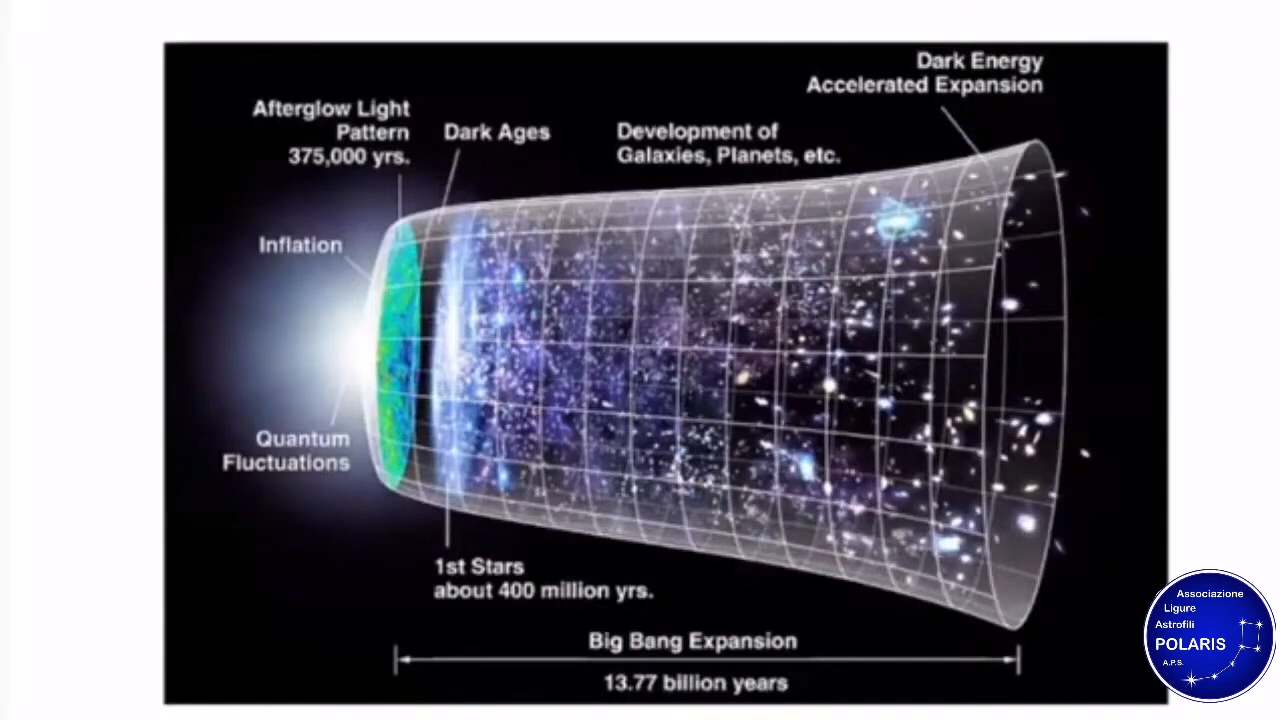 Dark Energy
Accelerated Expansion
Afterglow Light
Pattern
375,000 yrs.
Dark Ages
Development of
Galaxies, Planets, etc.
Inflation
Quantum
Fluctuations
1st Stars
about 400 million yrs.
Big Bang Expansion
13.77 billion years
Associazione
Ligure
Astrofili
POLARIS
A.P.S.